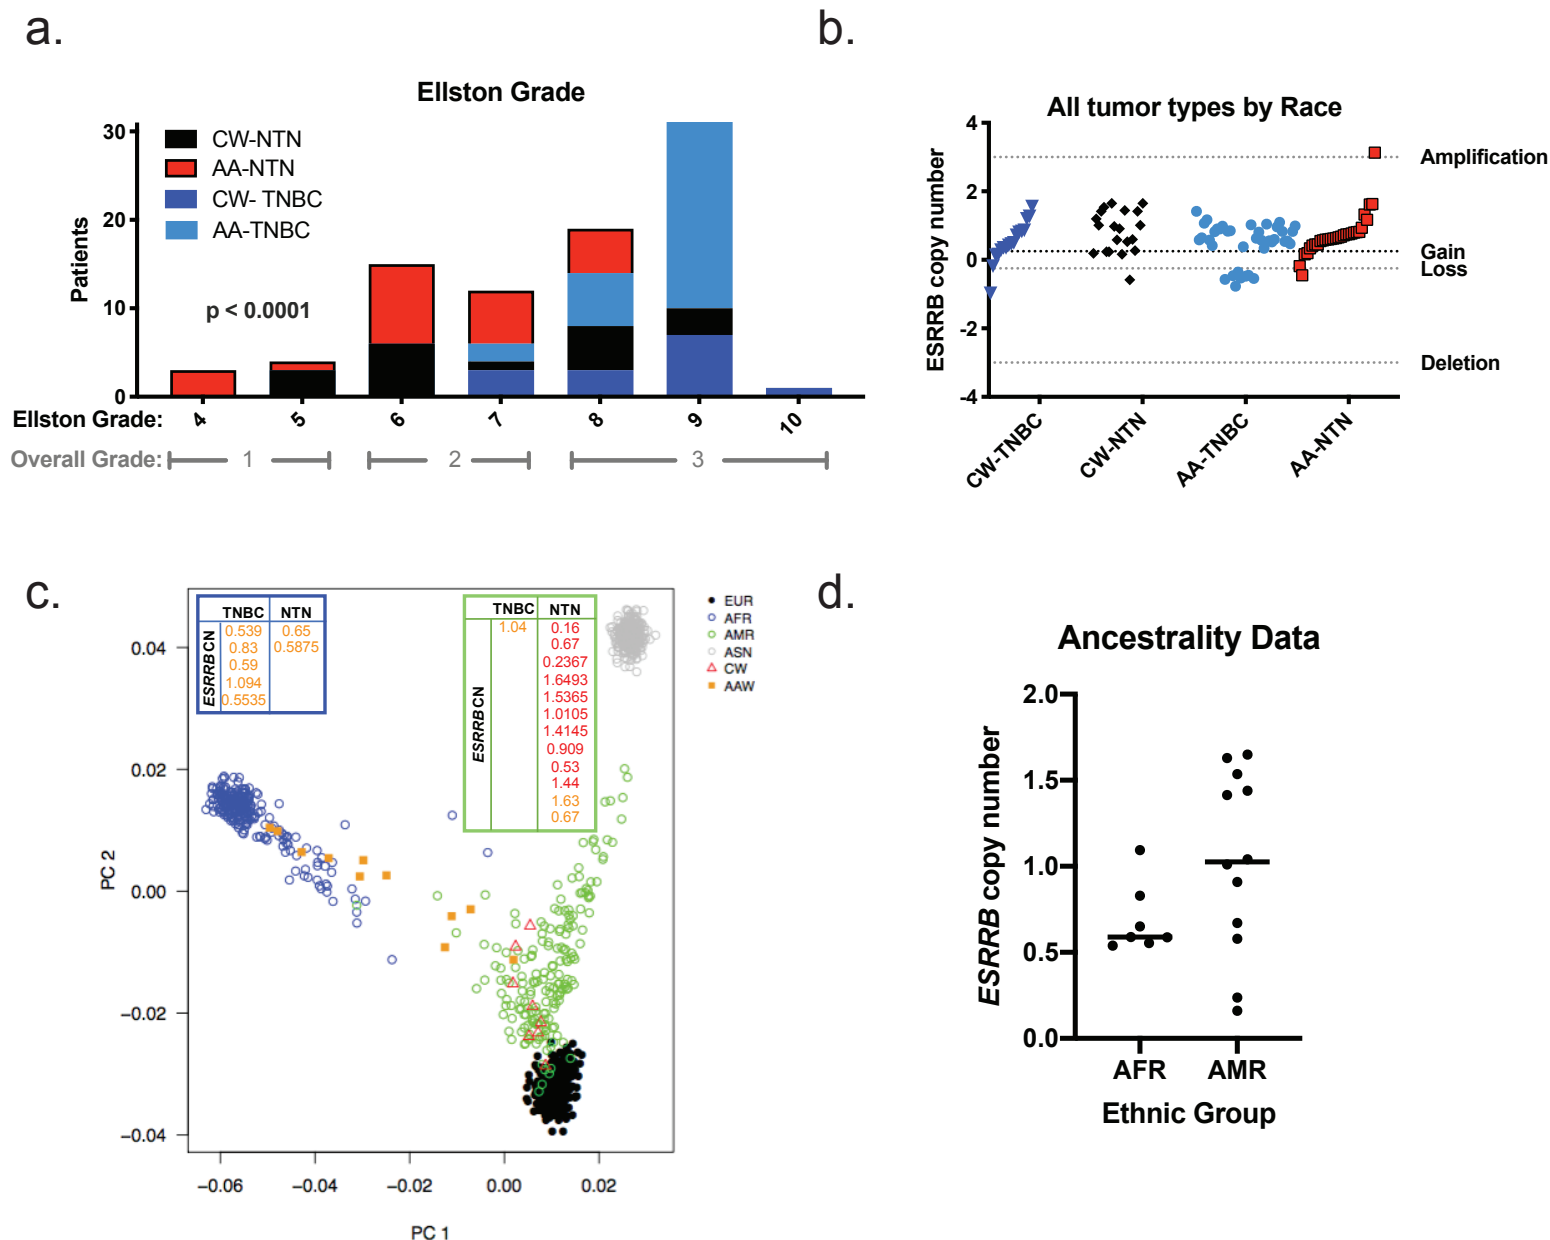 a.
Ellston Grade
30
20
10
0
Patients
CW-NTN
AA-NTN
CW- TNBC
AA-TNBC
p < 0.0001
Ellston Grade: 4 5 6 7 8 9 10
Overall Grade: 1 2 3
b.
All tumor types by Race
4
2
0
-2
-4
ESRRB copy number
Amplification
Gain
Loss
Deletion
CW-TNBC
CW-NTN
AA-TNBC
AA-NTN
c.
TNBC NTN
ESRRB CN
0.539 0.65
0.83 0.5875
0.59
1.094
0.5535
TNBC NTN
ESRRB CN
1.04 0.16
0.67
0.2367
1.6493
1.5365
1.0105
1.4145
0.909
0.53
1.44
1.63
0.67
EUR
AFR
AMR
ASN
CW
AAW
0.04
0.02
0.00
−0.02
−0.04
PC 2
−0.06 −0.04 −0.02 0.00 0.02
PC 1
d.
Ancestrality Data
2.0
1.5
1.0
0.5
0.0
ESRRB copy number
AFR AMR
Ethnic Group